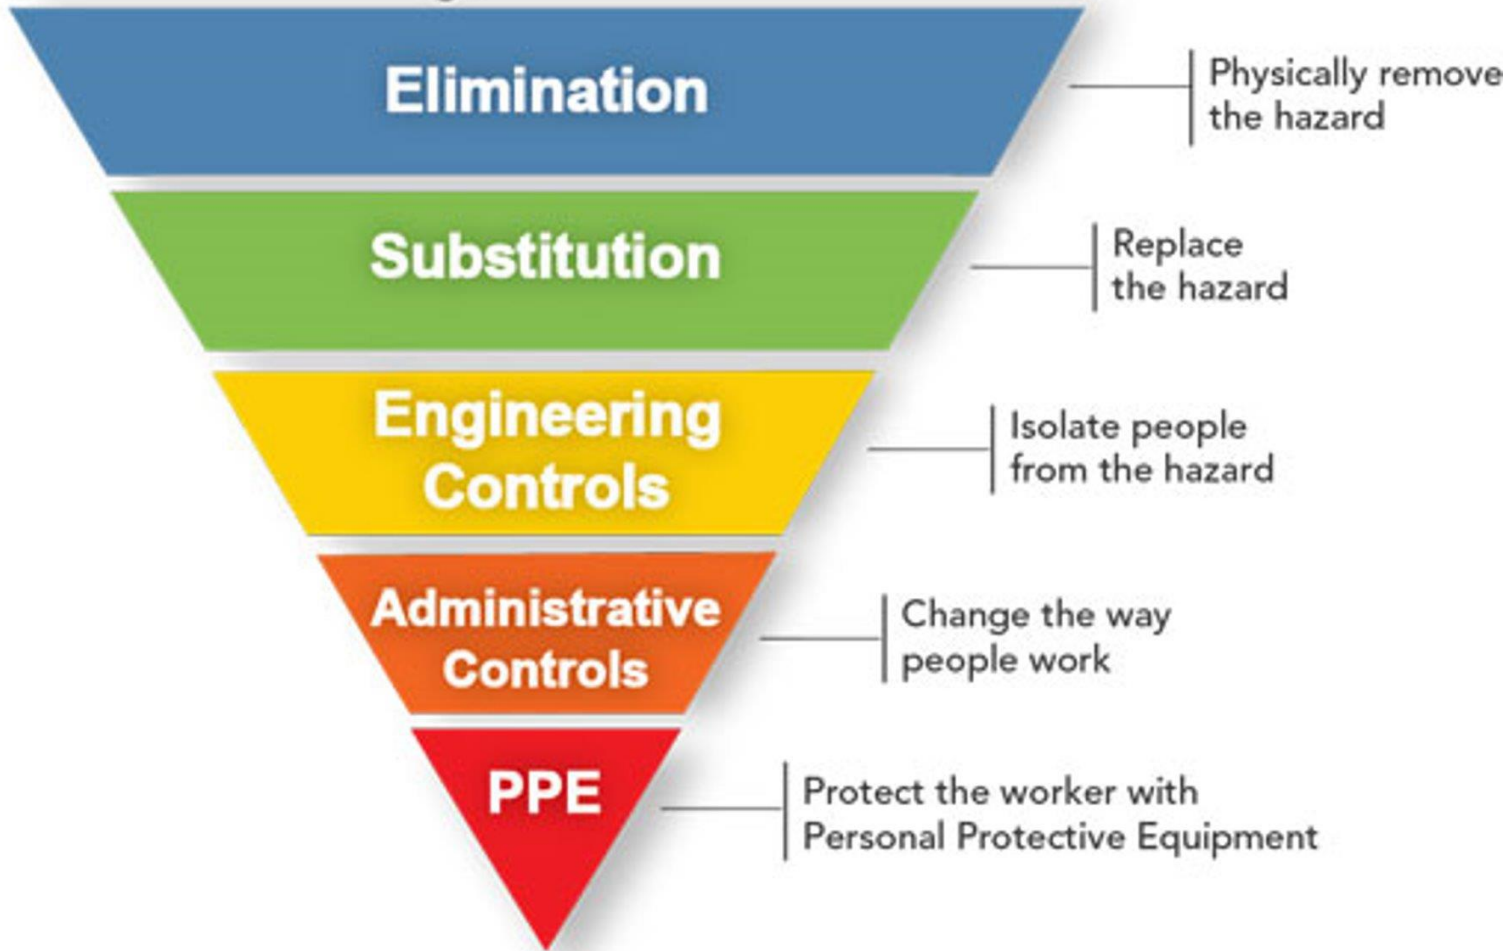 Elimination
Physically remove
the hazard
Substitution
Replace
the hazard
Engineering
Controls
Isolate people
from the hazard
Administrative
Controls
Change the way
people work
PPE
Protect the worker with
Personal Protective Equipment